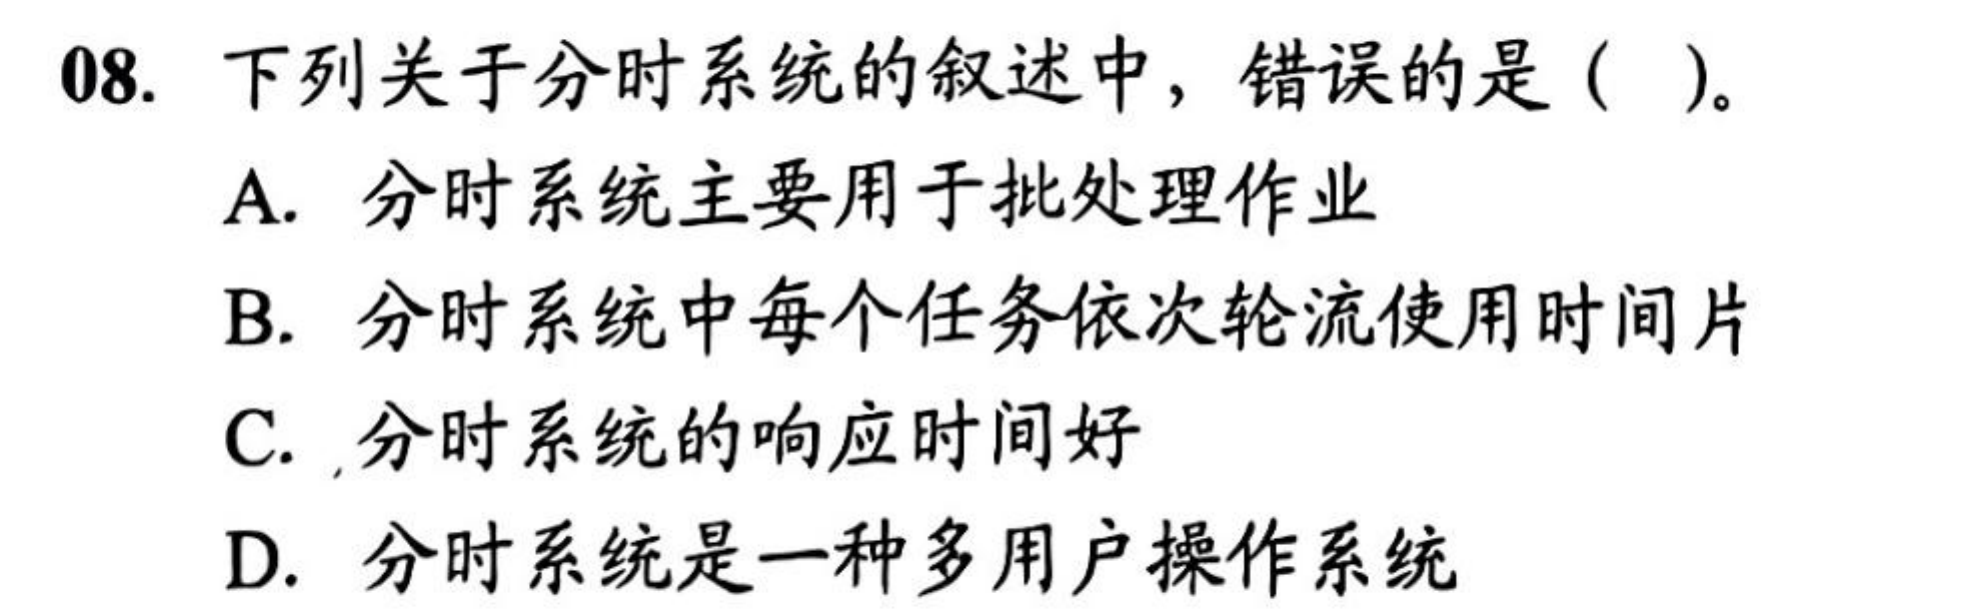 08. 下列关于分时系统的叙述中，错误的是（ ）。
A. 分时系统主要用于批处理作业
B. 分时系统中每个任务依次轮流使用时间片
C. 分时系统的响应时间好
D. 分时系统是一种多用户操作系统